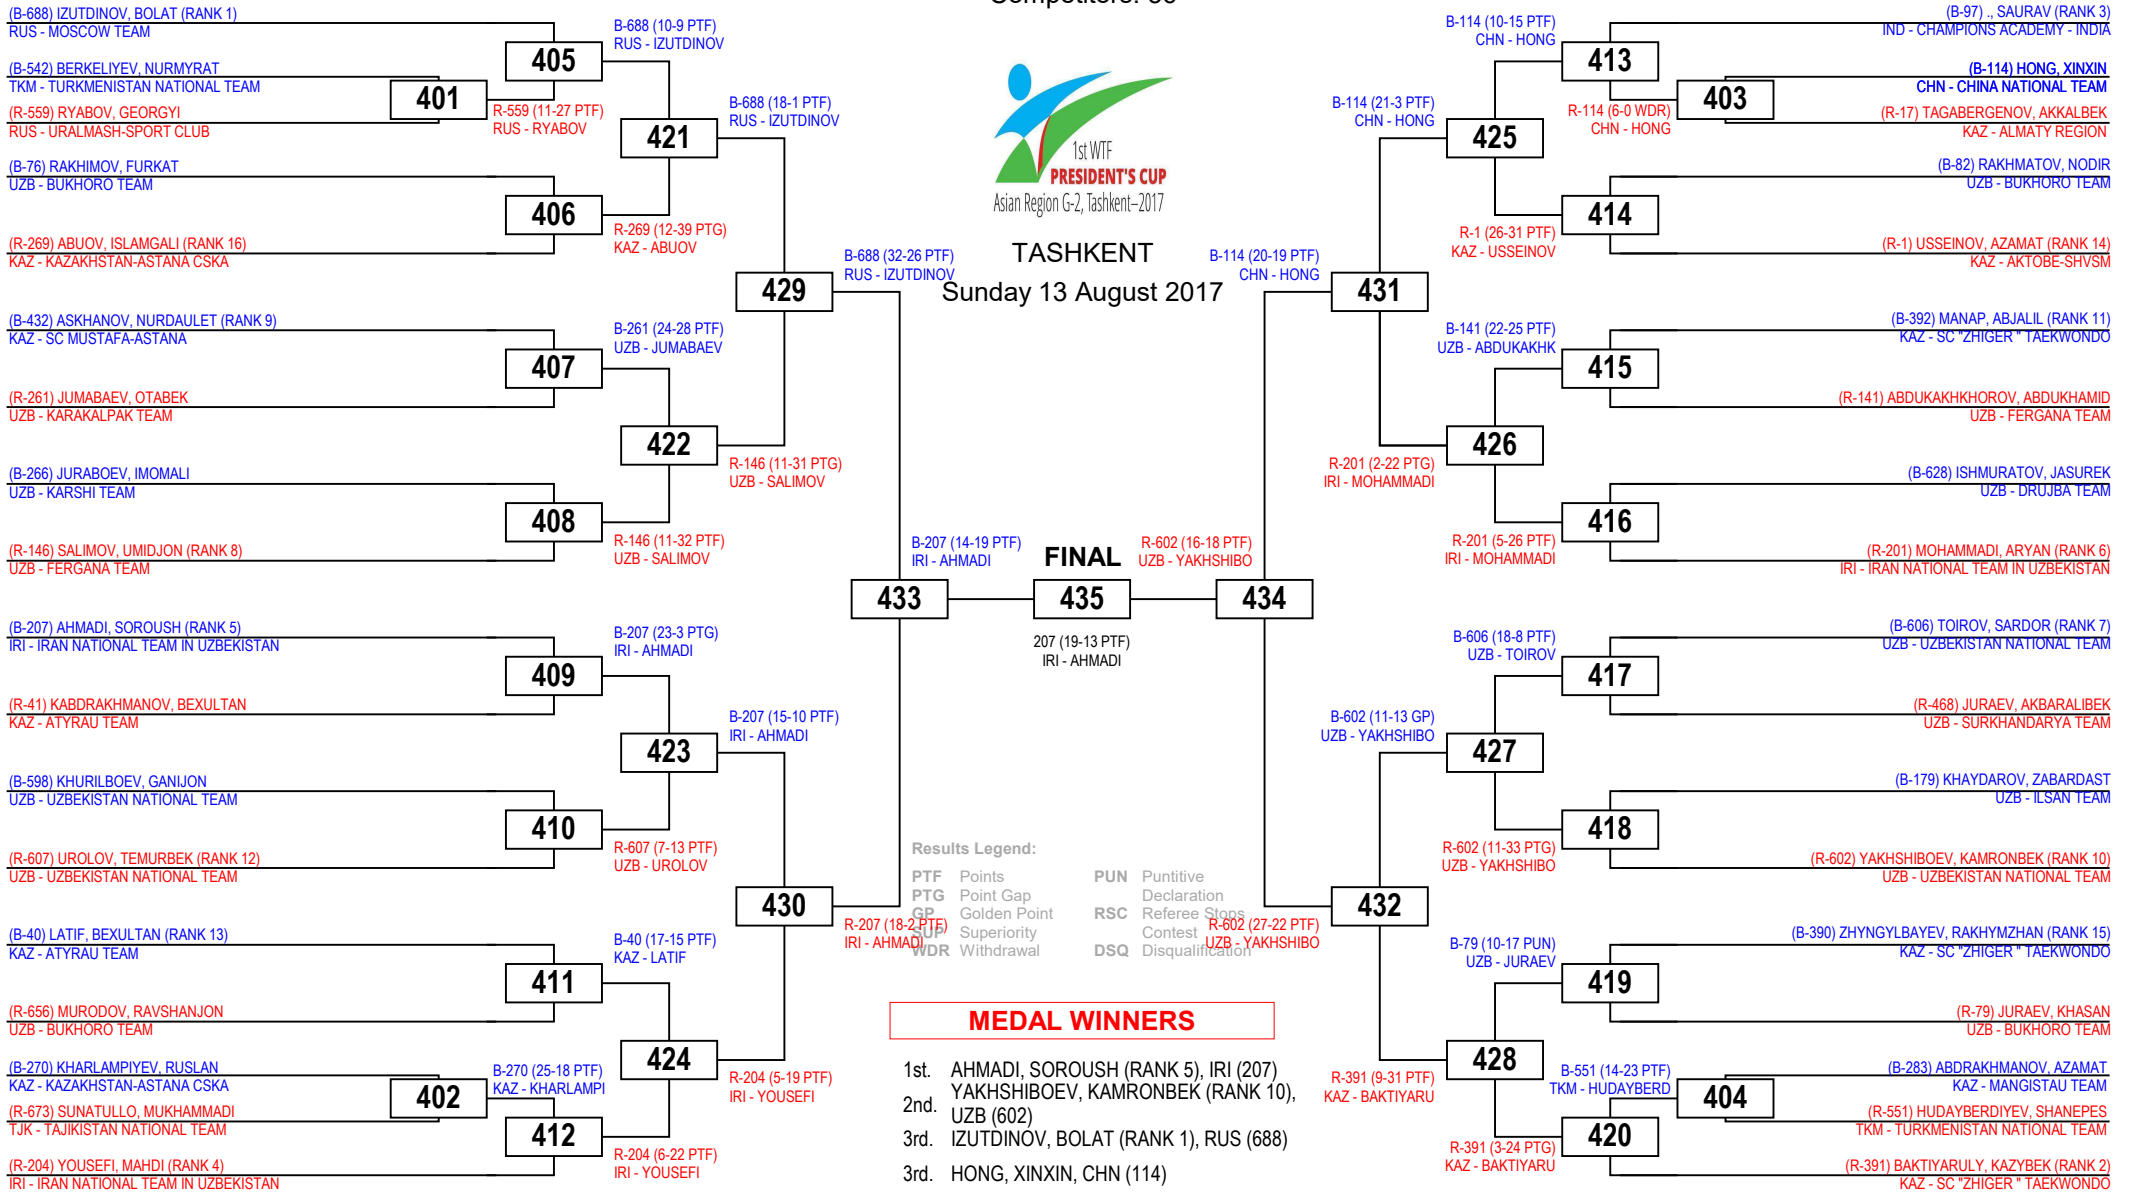 Competitors: 36
(B-688) IZUTDINOV, BOLAT (RANK 1)
RUS - MOSCOW TEAM
(B-542) BERKELIYEV, NURMYRAT
TKM - TURKMENISTAN NATIONAL TEAM
(R-559) RYABOV, GEORGYI
RUS - URALMASH-SPORT CLUB
(B-76) RAKHIMOV, FURKAT
UZB - BUKHORO TEAM
(R-269) ABUOV, ISLAMGALI (RANK 16)
KAZ - KAZAKHSTAN-ASTANA CSKA
(B-432) ASKHANOV, NURDAULET (RANK 9)
KAZ - SC MUSTAFA-ASTANA
(R-261) JUMABAEV, OTABEK
UZB - KARAKALPAK TEAM
(B-266) JURABOEV, IMOMALI
UZB - KARSHI TEAM
(R-146) SALIMOV, UMIDJON (RANK 8)
UZB - FERGANA TEAM
(B-207) AHMADI, SOROUSH (RANK 5)
IRI - IRAN NATIONAL TEAM IN UZBEKISTAN
(R-41) KABDRAKHMANOV, BEXULTAN
KAZ - ATYRAU TEAM
(B-598) KHURILBOEV, GANIJON
UZB - UZBEKISTAN NATIONAL TEAM
(R-607) UROLOV, TEMURBEK (RANK 12)
UZB - UZBEKISTAN NATIONAL TEAM
(B-40) LATIF, BEXULTAN (RANK 13)
KAZ - ATYRAU TEAM
(R-656) MURODOV, RAVSHANJON
UZB - BUKHORO TEAM
(B-270) KHARLAMPIYEV, RUSLAN
KAZ - KAZAKHSTAN-ASTANA CSKA
(R-673) SUNATULLO, MUKHAMMADI
TJK - TAJIKISTAN NATIONAL TEAM
(R-204) YOUSEFI, MAHDI (RANK 4)
IRI - IRAN NATIONAL TEAM IN UZBEKISTAN
401
402
R-559 (11-27 PTF)
RUS - RYABOV
B-270 (25-18 PTF)
KAZ - KHARLAMPI
405
406
407
408
409
410
411
412
B-688 (10-9 PTF)
RUS - IZUTDINOV
R-269 (12-39 PTG)
KAZ - ABUOV
B-261 (24-28 PTF)
UZB - JUMABAEV
R-146 (11-32 PTF)
UZB - SALIMOV
B-207 (23-3 PTG)
IRI - AHMADI
R-607 (7-13 PTF)
UZB - UROLOV
B-40 (17-15 PTF)
KAZ - LATIF
R-204 (6-22 PTF)
IRI - YOUSEFI
421
422
423
424
B-688 (18-1 PTF)
RUS - IZUTDINOV
R-146 (11-31 PTG)
UZB - SALIMOV
B-207 (15-10 PTF)
IRI - AHMADI
R-204 (5-19 PTF)
IRI - YOUSEFI
429
430
B-688 (32-26 PTF)
RUS - IZUTDINOV
R-207 (18-2 PTF)
IRI - AHMADI
433
B-207 (14-19 PTF)
IRI - AHMADI
1st WTF
PRESIDENT'S CUP
Asian Region G-2, Tashkent–2017
TASHKENT
Sunday 13 August 2017
FINAL
435
207 (19-13 PTF)
IRI - AHMADI
R-602 (16-18 PTF)
UZB - YAKHSHIBO
434
B-114 (20-19 PTF)
CHN - HONG
R-602 (27-22 PTF)
UZB - YAKHSHIBO
431
432
B-114 (21-3 PTF)
CHN - HONG
R-201 (2-22 PTG)
IRI - MOHAMMADI
B-602 (11-13 GP)
UZB - YAKHSHIBO
R-391 (9-31 PTF)
KAZ - BAKTIYARU
425
426
427
428
B-114 (10-15 PTF)
CHN - HONG
R-1 (26-31 PTF)
KAZ - USSEINOV
B-141 (22-25 PTF)
UZB - ABDUKAKHK
R-201 (5-26 PTF)
IRI - MOHAMMADI
B-606 (18-8 PTF)
UZB - TOIROV
R-602 (11-33 PTG)
UZB - YAKHSHIBO
B-79 (10-17 PUN)
UZB - JURAEV
R-391 (3-24 PTG)
KAZ - BAKTIYARU
413
414
415
416
417
418
419
420
R-114 (6-0 WDR)
CHN - HONG
B-551 (14-23 PTF)
TKM - HUDAYBERD
403
404
(B-97) ., SAURAV (RANK 3)
IND - CHAMPIONS ACADEMY - INDIA
(B-114) HONG, XINXIN
CHN - CHINA NATIONAL TEAM
(R-17) TAGABERGENOV, AKKALBEK
KAZ - ALMATY REGION
(B-82) RAKHMATOV, NODIR
UZB - BUKHORO TEAM
(R-1) USSEINOV, AZAMAT (RANK 14)
KAZ - AKTOBE-SHVSM
(B-392) MANAP, ABJALIL (RANK 11)
KAZ - SC "ZHIGER " TAEKWONDO
(R-141) ABDUKAKHKHOROV, ABDUKHAMID
UZB - FERGANA TEAM
(B-628) ISHMURATOV, JASUREK
UZB - DRUJBA TEAM
(R-201) MOHAMMADI, ARYAN (RANK 6)
IRI - IRAN NATIONAL TEAM IN UZBEKISTAN
(B-606) TOIROV, SARDOR (RANK 7)
UZB - UZBEKISTAN NATIONAL TEAM
(R-468) JURAEV, AKBARALIBEK
UZB - SURKHANDARYA TEAM
(B-179) KHAYDAROV, ZABARDAST
UZB - ILSAN TEAM
(R-602) YAKHSHIBOEV, KAMRONBEK (RANK 10)
UZB - UZBEKISTAN NATIONAL TEAM
(B-390) ZHYNGYLBAYEV, RAKHYMZHAN (RANK 15)
KAZ - SC "ZHIGER " TAEKWONDO
(R-79) JURAEV, KHASAN
UZB - BUKHORO TEAM
(B-283) ABDRAKHMANOV, AZAMAT
KAZ - MANGISTAU TEAM
(R-551) HUDAYBERDIYEV, SHANEPES
TKM - TURKMENISTAN NATIONAL TEAM
(R-391) BAKTIYARULY, KAZYBEK (RANK 2)
KAZ - SC "ZHIGER " TAEKWONDO
Results Legend:
PTF Points
PTG Point Gap
GP Golden Point
SUP Superiority
WDR Withdrawal
PUN Puntitive
Declaration
RSC Referee Stops
Contest
DSQ Disqualification
MEDAL WINNERS
1st. AHMADI, SOROUSH (RANK 5), IRI (207)
2nd. YAKHSHIBOEV, KAMRONBEK (RANK 10),
UZB (602)
3rd. IZUTDINOV, BOLAT (RANK 1), RUS (688)
3rd. HONG, XINXIN, CHN (114)